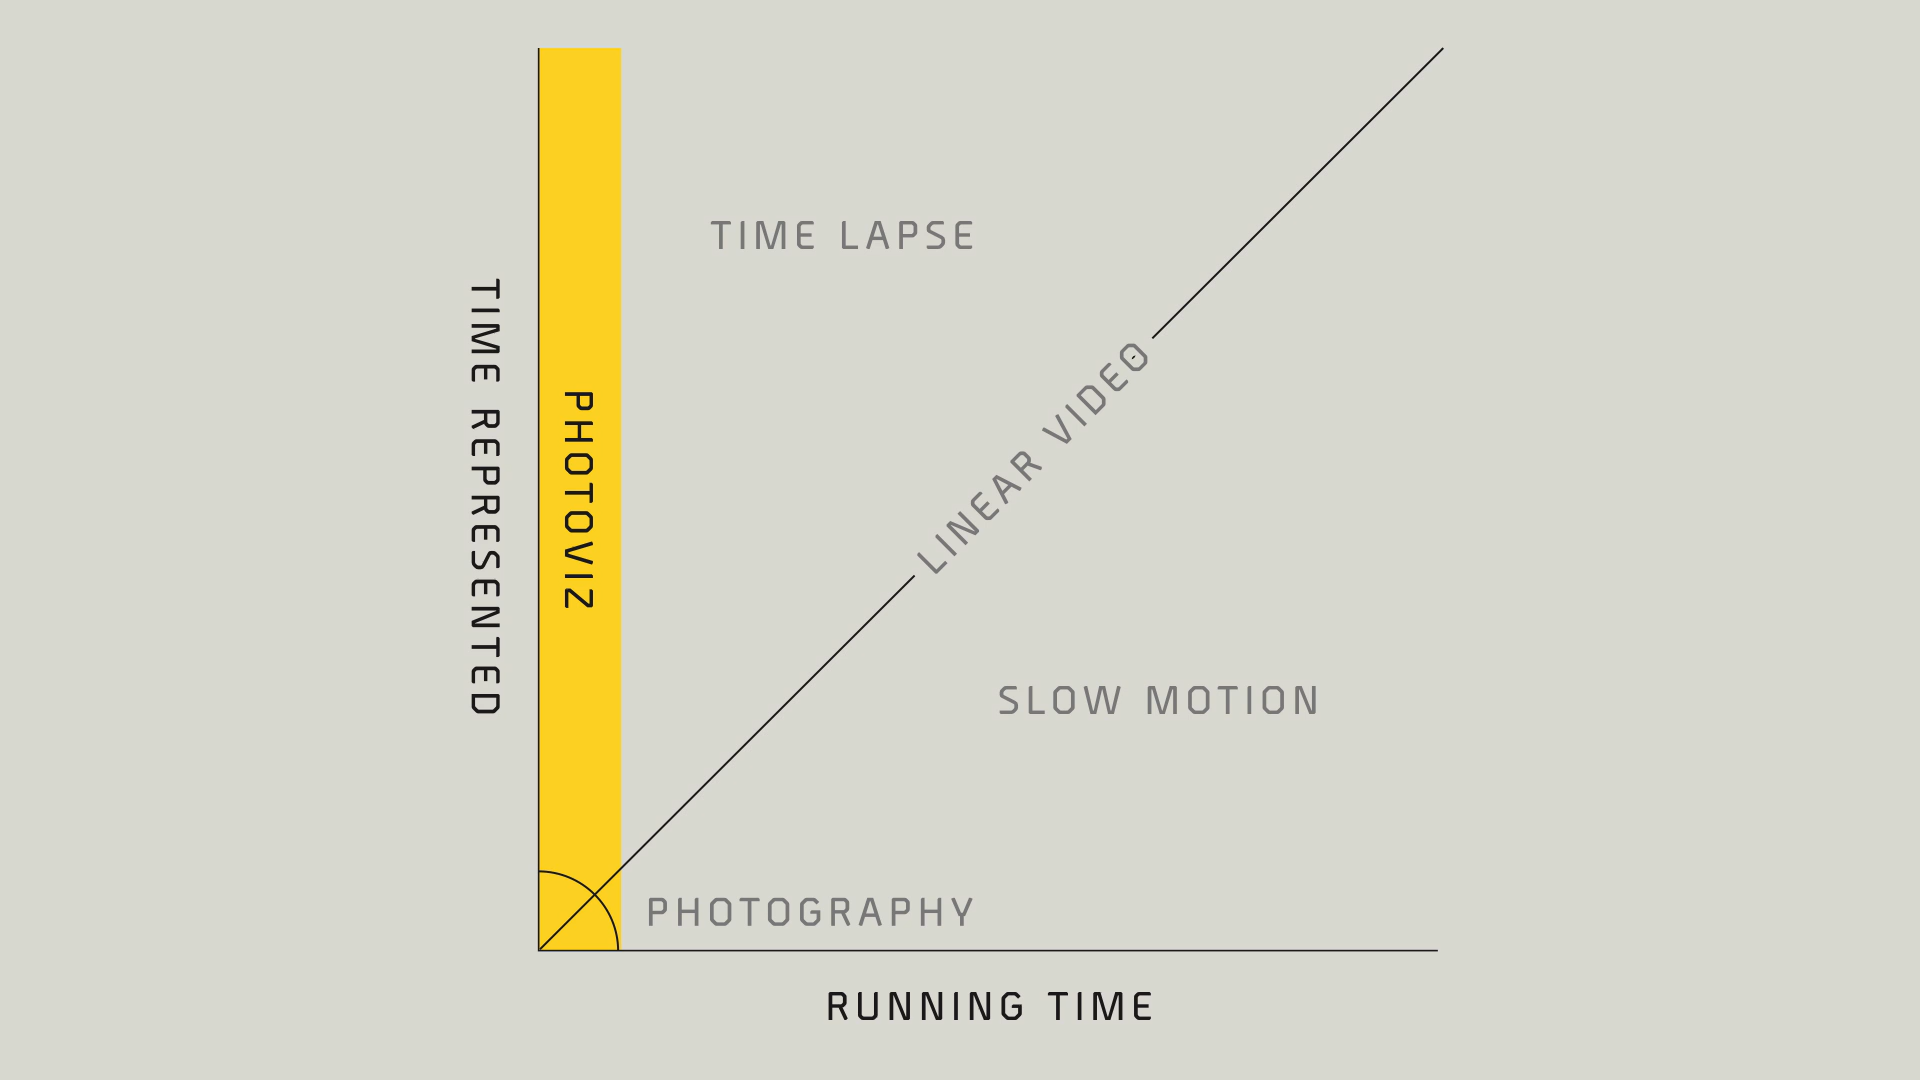 TIME REPRESENTED
PHOTOVIZ
TIME LAPSE
LINEAR VIDEO
SLOW MOTION
PHOTOGRAPHY
RUNNING TIME